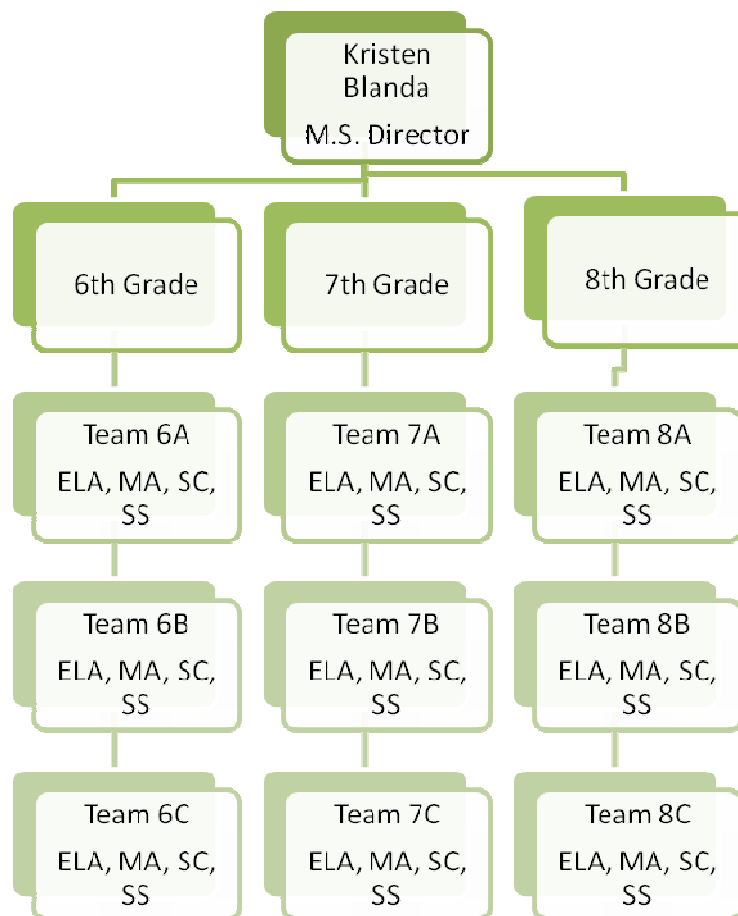 Kristen
Blanda
M.S. Director
6th Grade
7th Grade
8th Grade
Team 6A
ELA, MA, SC,
SS
Team 7A
ELA, MA, SC,
SS
Team 8A
ELA, MA, SC,
SS
Team 6B
ELA, MA, SC,
SS
Team 7B
ELA, MA, SC,
SS
Team 8B
ELA, MA, SC,
SS
Team 6C
ELA, MA, SC,
SS
Team 7C
ELA, MA, SC,
SS
Team 8C
ELA, MA, SC,
SS